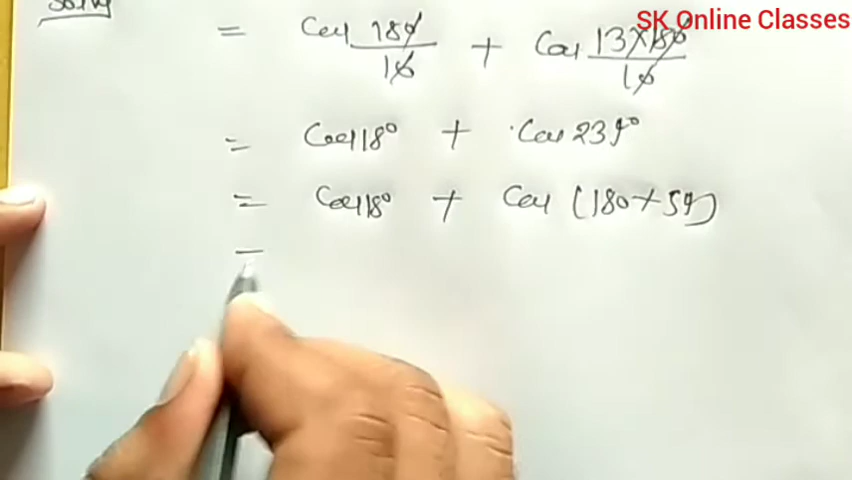 SK Online Classes
Solⁿ
= Cos 180/10 + Cos 13×180°/10
= Cos 18° + Cos 234°
= Cos 18° + Cos (180+54)
=